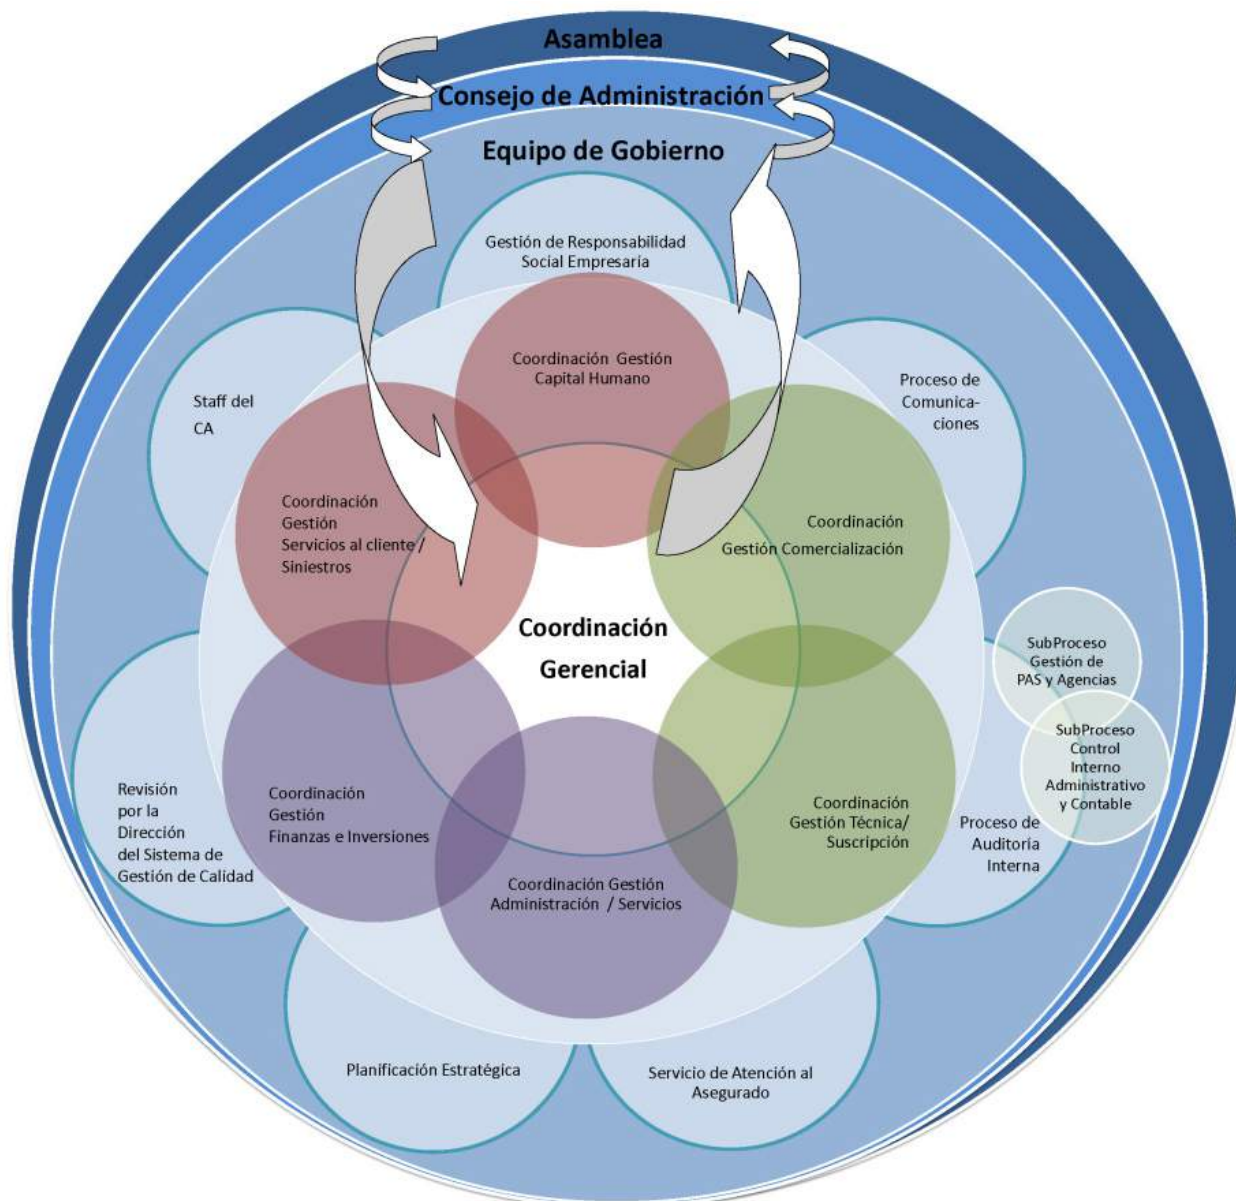 Asamblea
Consejo de Administración
Equipo de Gobierno
Gestión de Responsabilidad
Social Empresaria
Coordinación Gestión
Capital Humano
Staff del
CA
Proceso de
Comunica-
ciones
Coordinación
Gestión
Servicios al cliente /
Siniestros
Coordinación
Gestión Comercialización
Coordinación
Gerencial
SubProceso
Gestión de
PAS y Agencias
SubProceso
Control
Interno
Administrativo
y Contable
Revisión
por la
Dirección
del Sistema de
Gestión de Calidad
Coordinación
Gestión
Finanzas e Inversiones
Coordinación
Gestión Técnica/
Suscripción
Proceso de
Auditoría
Interna
Coordinación Gestión
Administración / Servicios
Planificación Estratégica
Servicio de Atención al
Asegurado